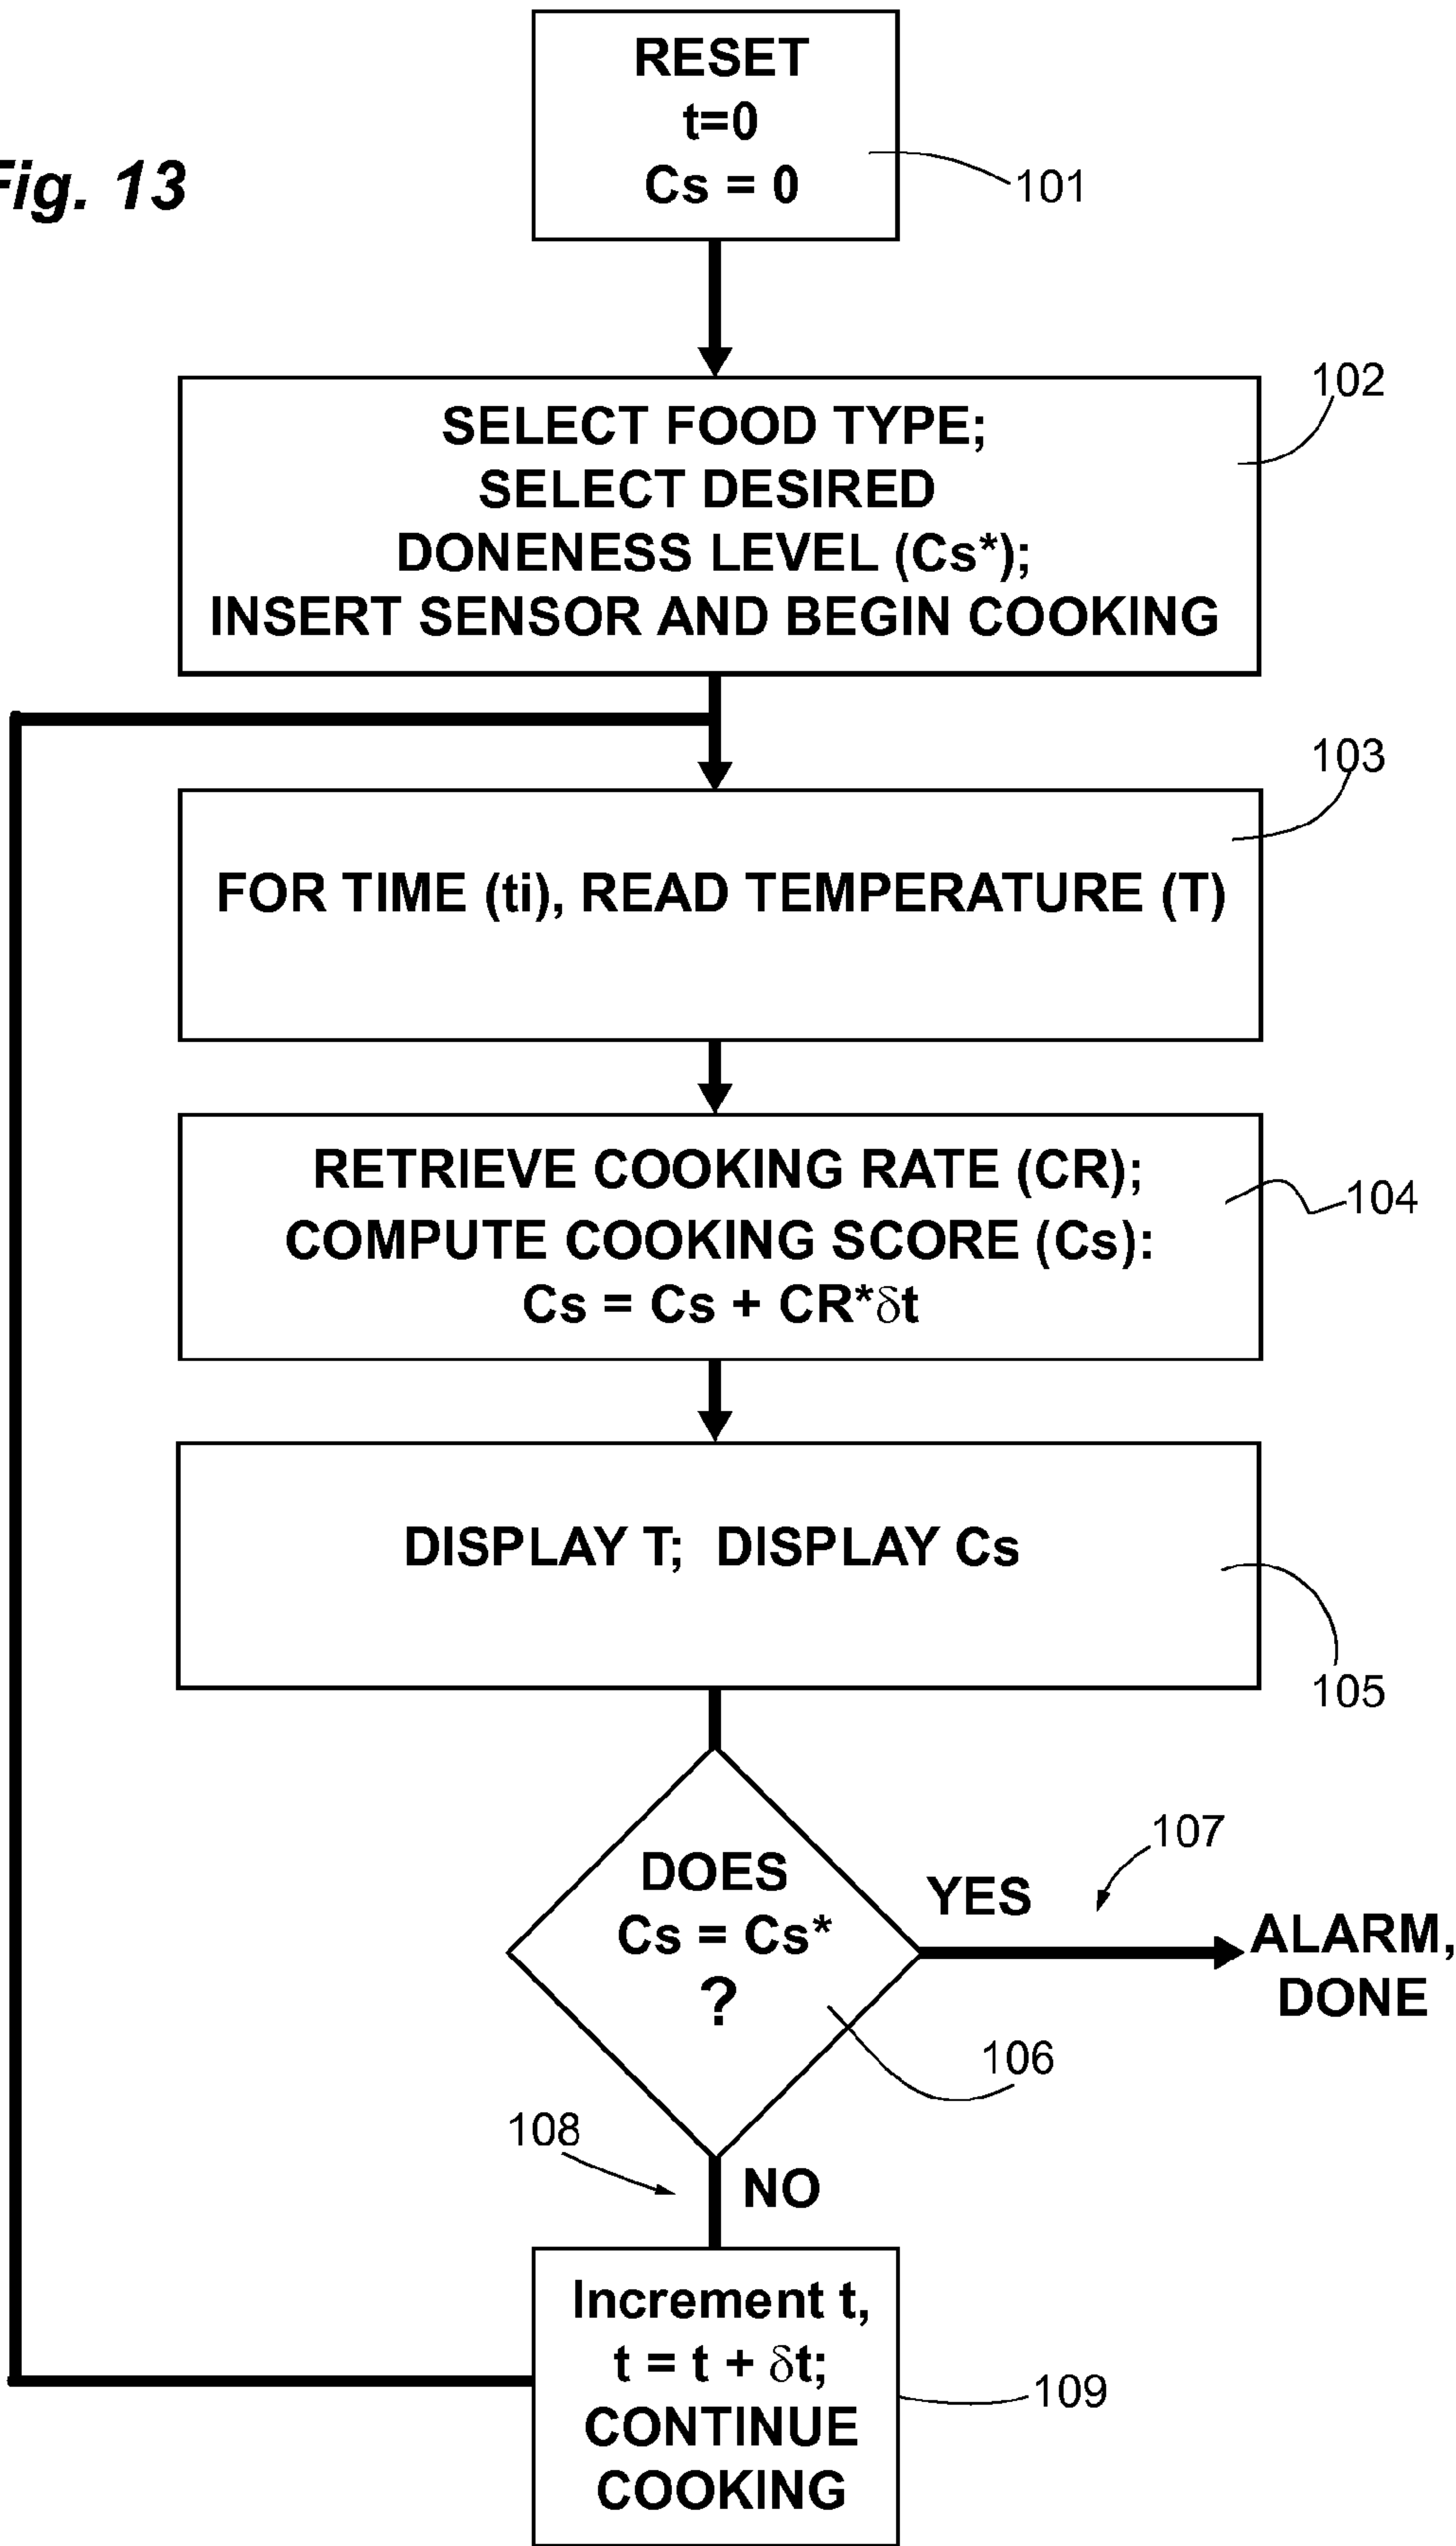 RESET
t=0
Cs = 0
Fig. 13
101
102
SELECT FOOD TYPE;
SELECT DESIRED
DONENESS LEVEL (Cs*);
INSERT SENSOR AND BEGIN COOKING
103
FOR TIME (ti), READ TEMPERATURE (T)
RETRIEVE COOKING RATE (CR);
104
COMPUTE COOKING SCORE (Cs):
Cs = Cs + CR*δt
DISPLAY T; DISPLAY Cs
105
107
DOES
Cs = Cs*
?
YES
ALARM,
DONE
106
108
NO
Increment t,
t = t + δt;
CONTINUE
COOKING
109